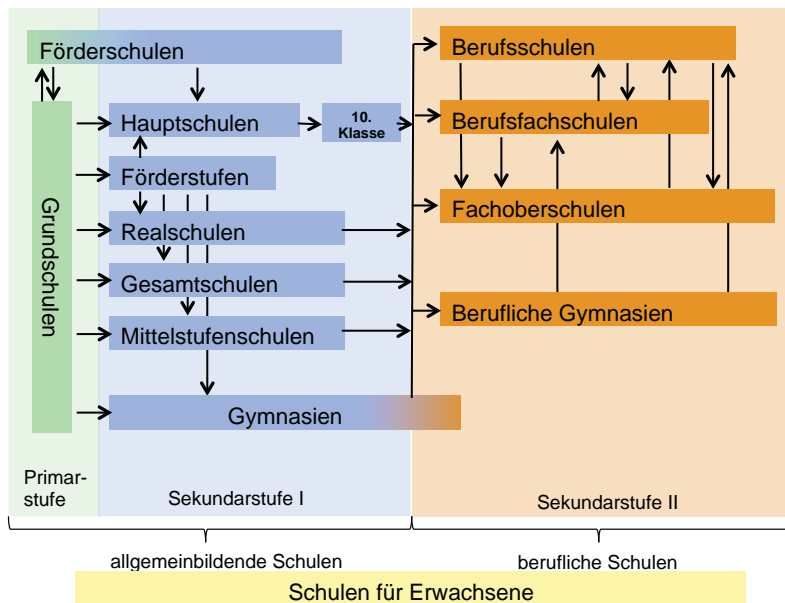 Förderschulen
Grundschulen
Hauptschulen
10.
Klasse
Förderstufen
Realschulen
Gesamtschulen
Mittelstufenschulen
Gymnasien
Berufsschulen
Berufsfachschulen
Fachoberschulen
Berufliche Gymnasien
Primar-
stufe
Sekundarstufe I
Sekundarstufe II
allgemeinbildende Schulen
berufliche Schulen
Schulen für Erwachsene